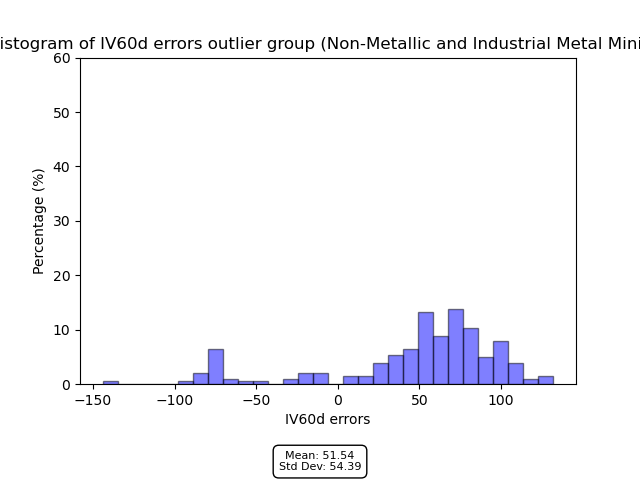 istogram of IV60d errors outlier group (Non-Metallic and Industrial Metal Mini
60
50
40
30
20
10
0
Percentage (%)
−150
−100
−50
0
50
100
IV60d errors
Mean: 51.54
Std Dev: 54.39